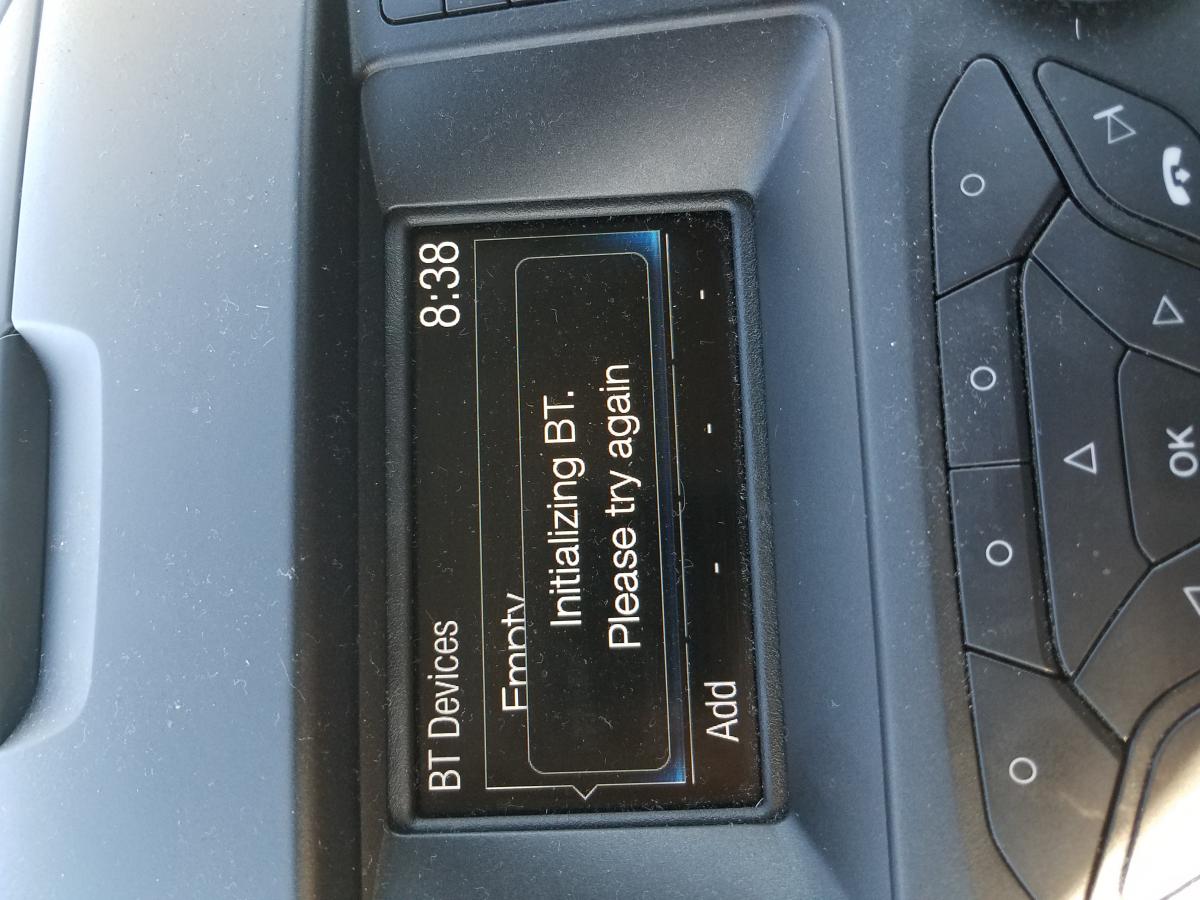 BT Devices 8:38
Empty
Initializing BT.
Please try again
Add - - -
OK